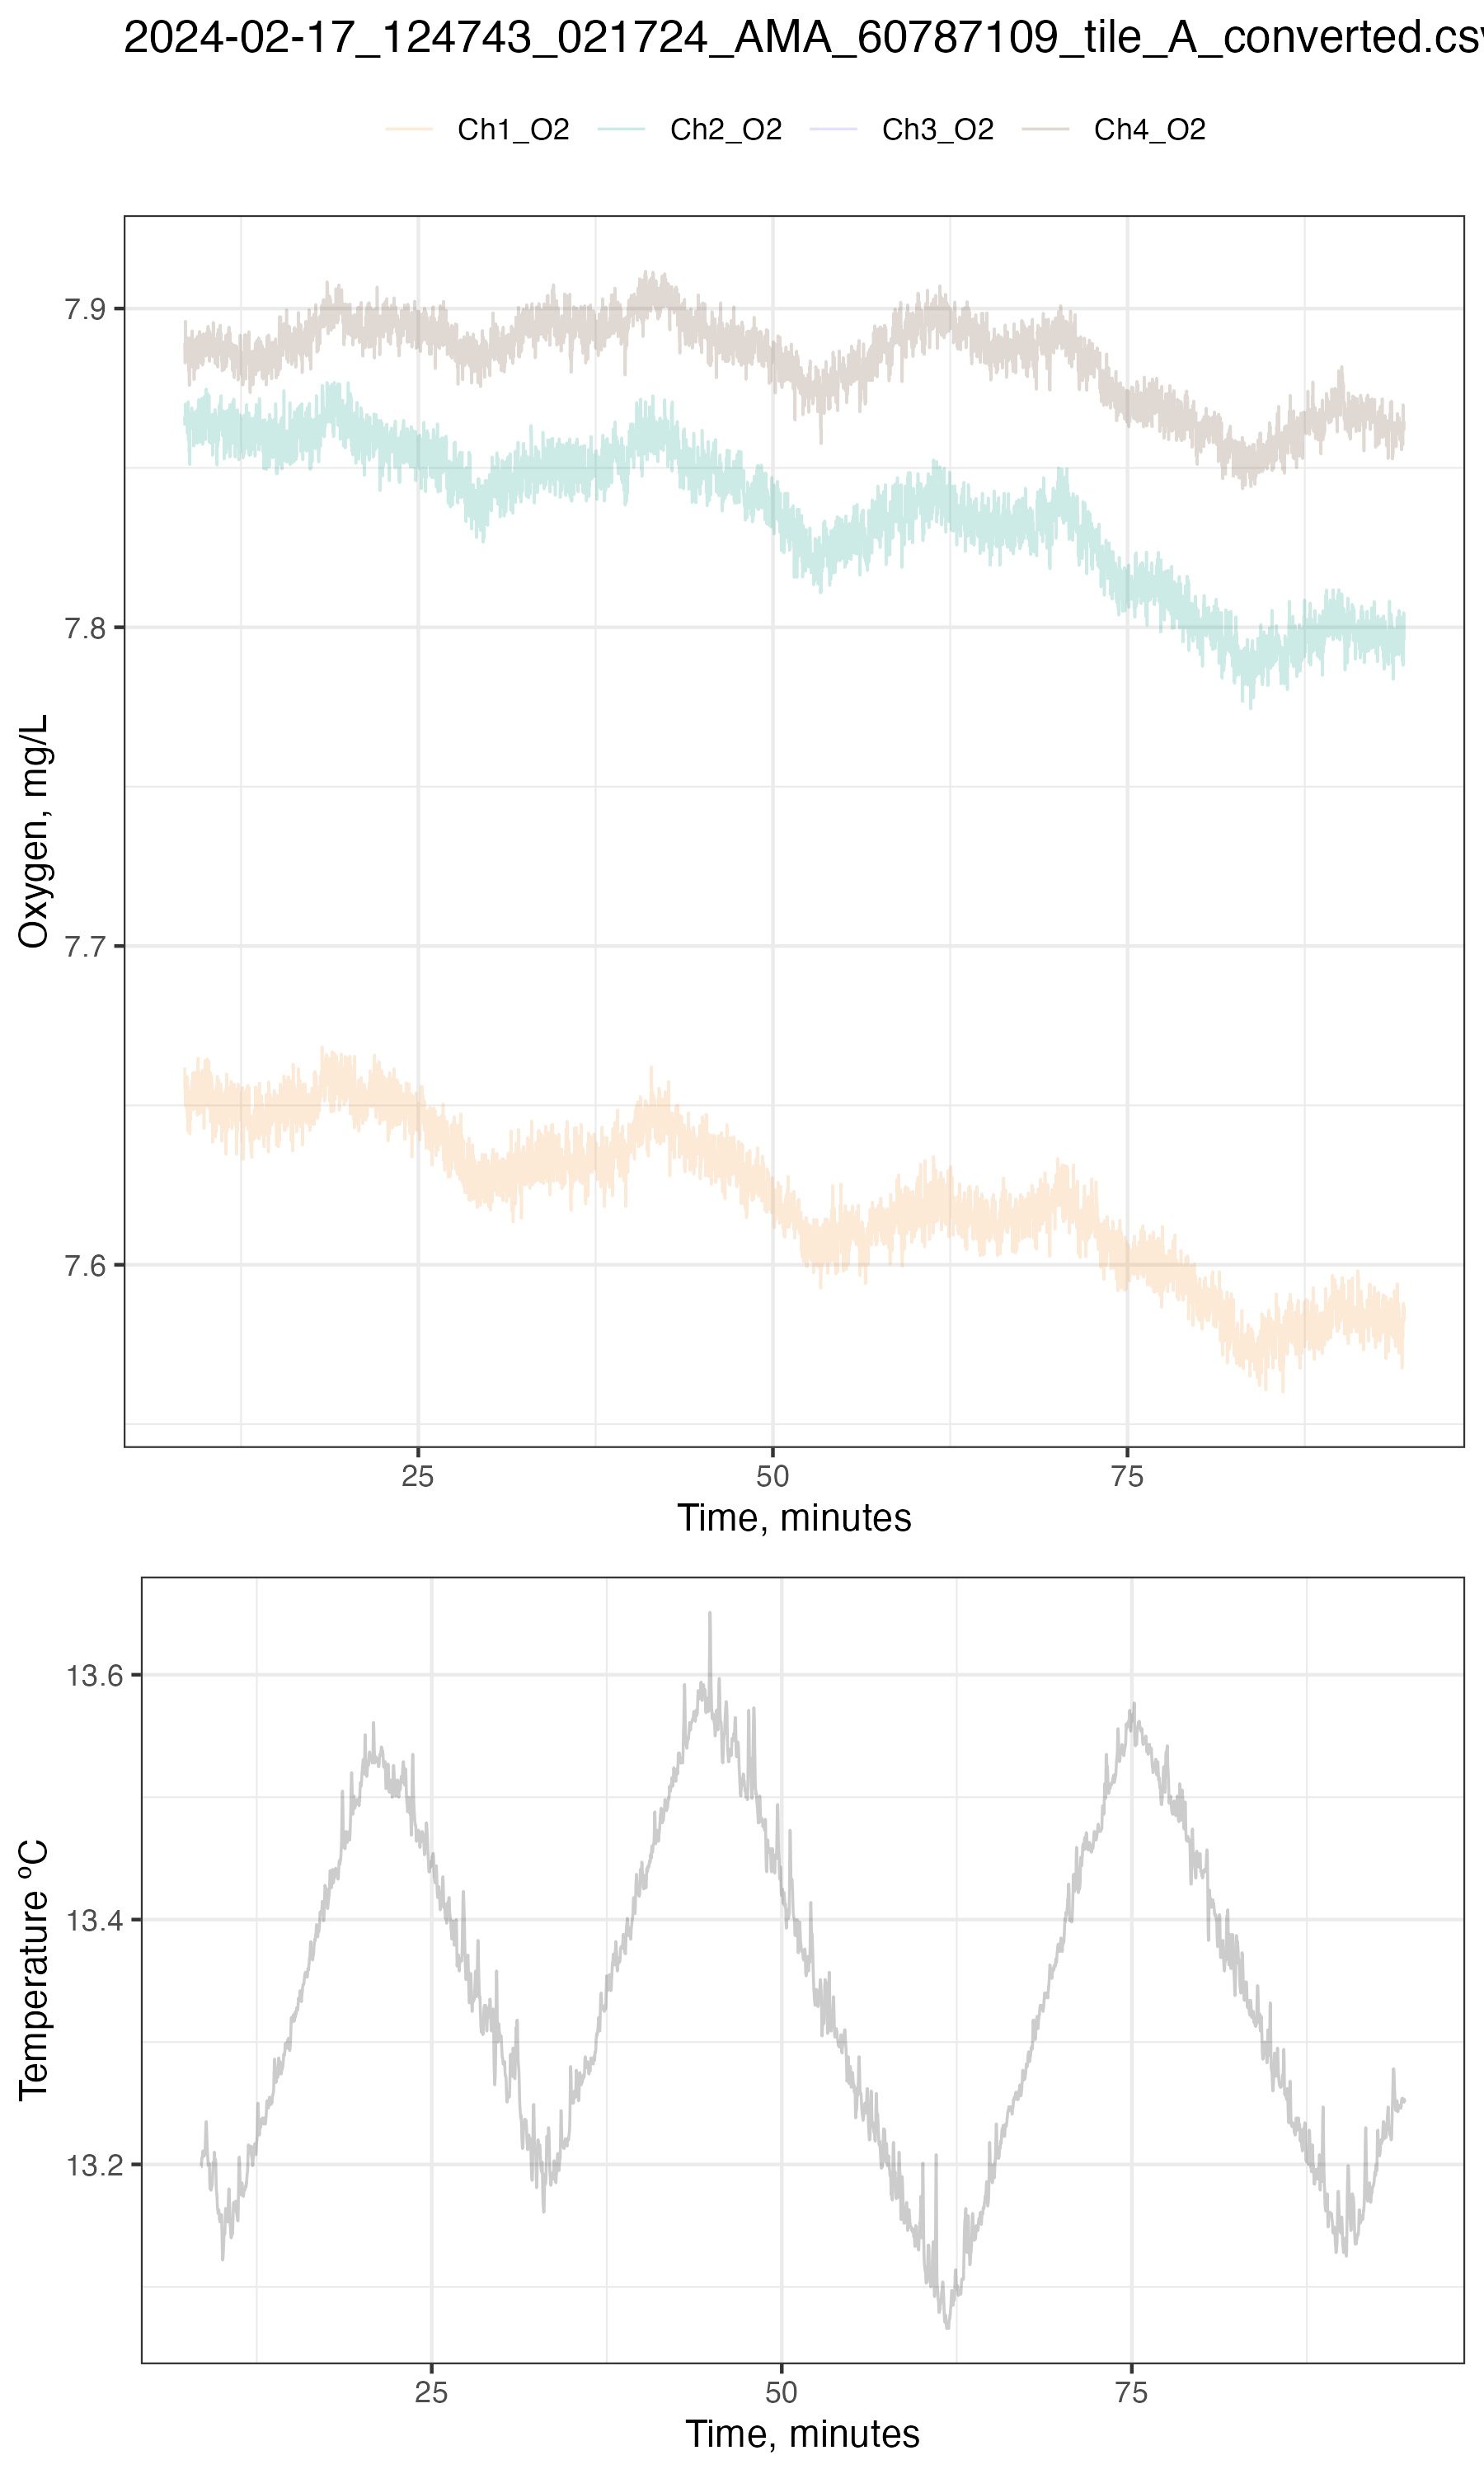 2024-02-17_124743_021724_AMA_60787109_tile_A_converted.csv
Ch1_O2 Ch2_O2 Ch3_O2 Ch4_O2
Oxygen, mg/L
7.9
7.8
7.7
7.6
25 50 75
Time, minutes
Temperature ºC
13.6
13.4
13.2
25 50 75
Time, minutes